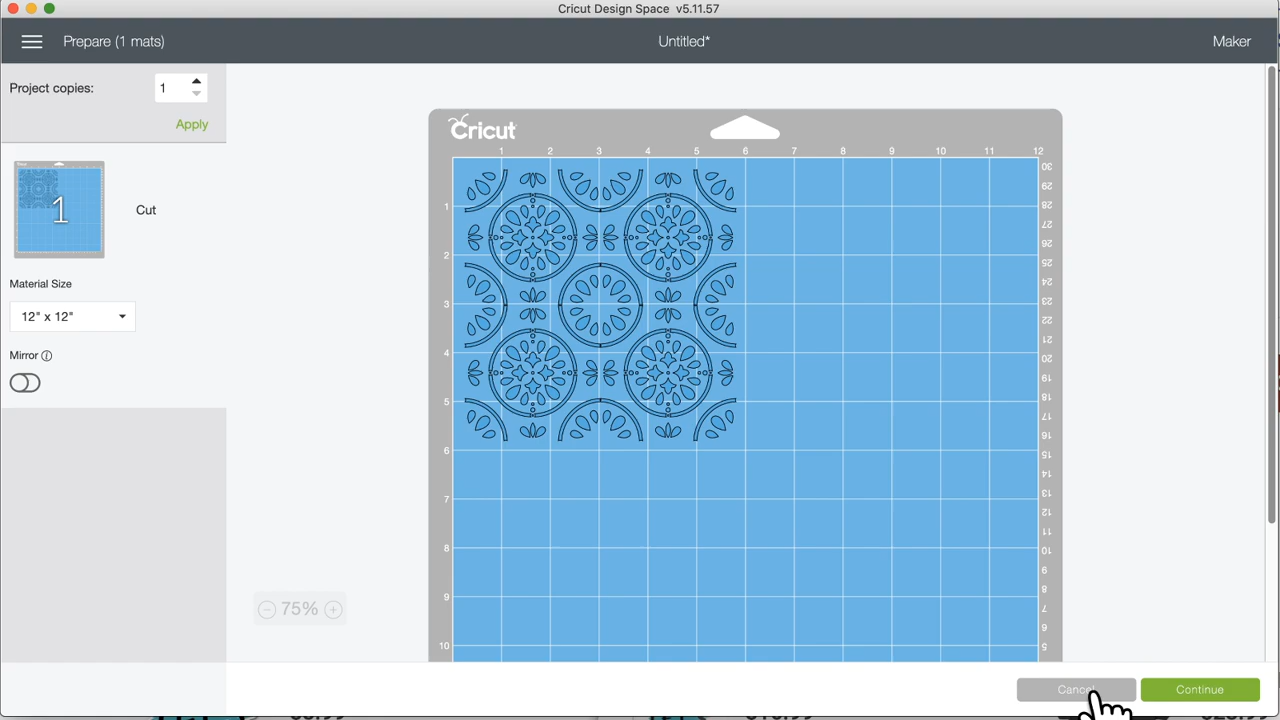 Cricut Design Space v5.11.57
Prepare (1 mats)
Untitled*
Maker
Project copies:
1
Apply
1
Cut
Material Size
12" x 12"
Mirror
Cricut
1 2 3 4 5 6 7 8 9 10 11 12
1
2
3
4
5
6
7
8
9
10
30
29
28
27
26
25
24
23
22
21
20
19
18
17
16
15
14
13
12
11
10
9
8
7
6
5
75%
Cancel
Continue